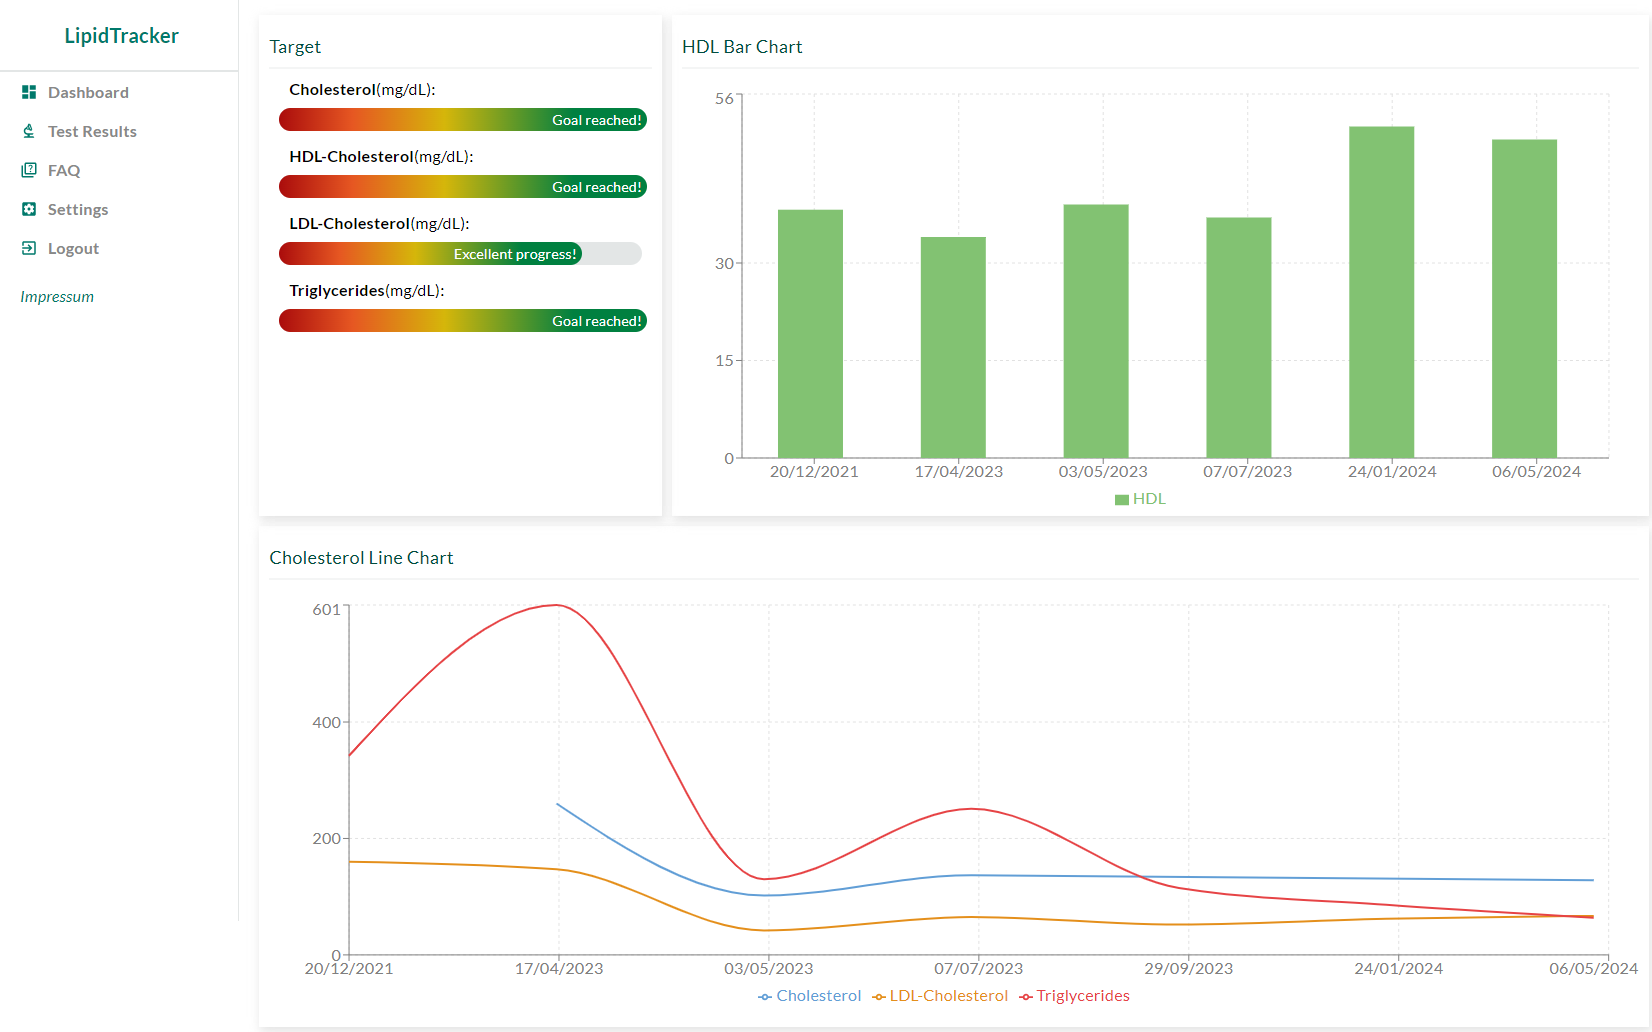 LipidTracker
Dashboard
Test Results
FAQ
Settings
Logout
Impressum
Target
Cholesterol(mg/dL):
Goal reached!
HDL-Cholesterol(mg/dL):
Goal reached!
LDL-Cholesterol(mg/dL):
Excellent progress!
Triglycerides(mg/dL):
Goal reached!
HDL Bar Chart
56
30
15
0
20/12/2021 17/04/2023 03/05/2023 07/07/2023 24/01/2024 06/05/2024
HDL
Cholesterol Line Chart
601
400
200
0
20/12/2021 17/04/2023 03/05/2023 07/07/2023 29/09/2023 24/01/2024 06/05/2024
Cholesterol LDL-Cholesterol Triglycerides